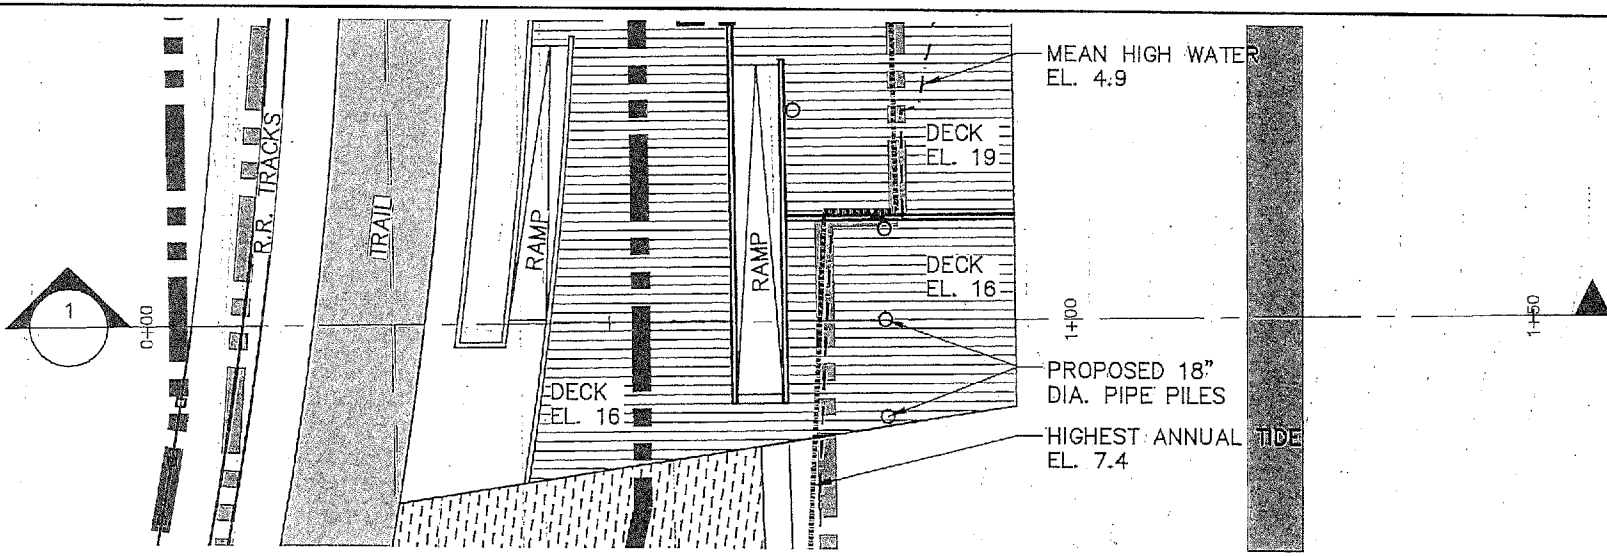 MEAN HIGH WATER
EL. 4.9
DECK
EL. 19
R.R. TRACKS
TRAIL
RAMP
RAMP
DECK
EL. 16
1
0+00
1+00
1+50
PROPOSED 18"
DIA. PIPE PILES
DECK
EL. 16
HIGHEST ANNUAL TIDE
EL. 7.4